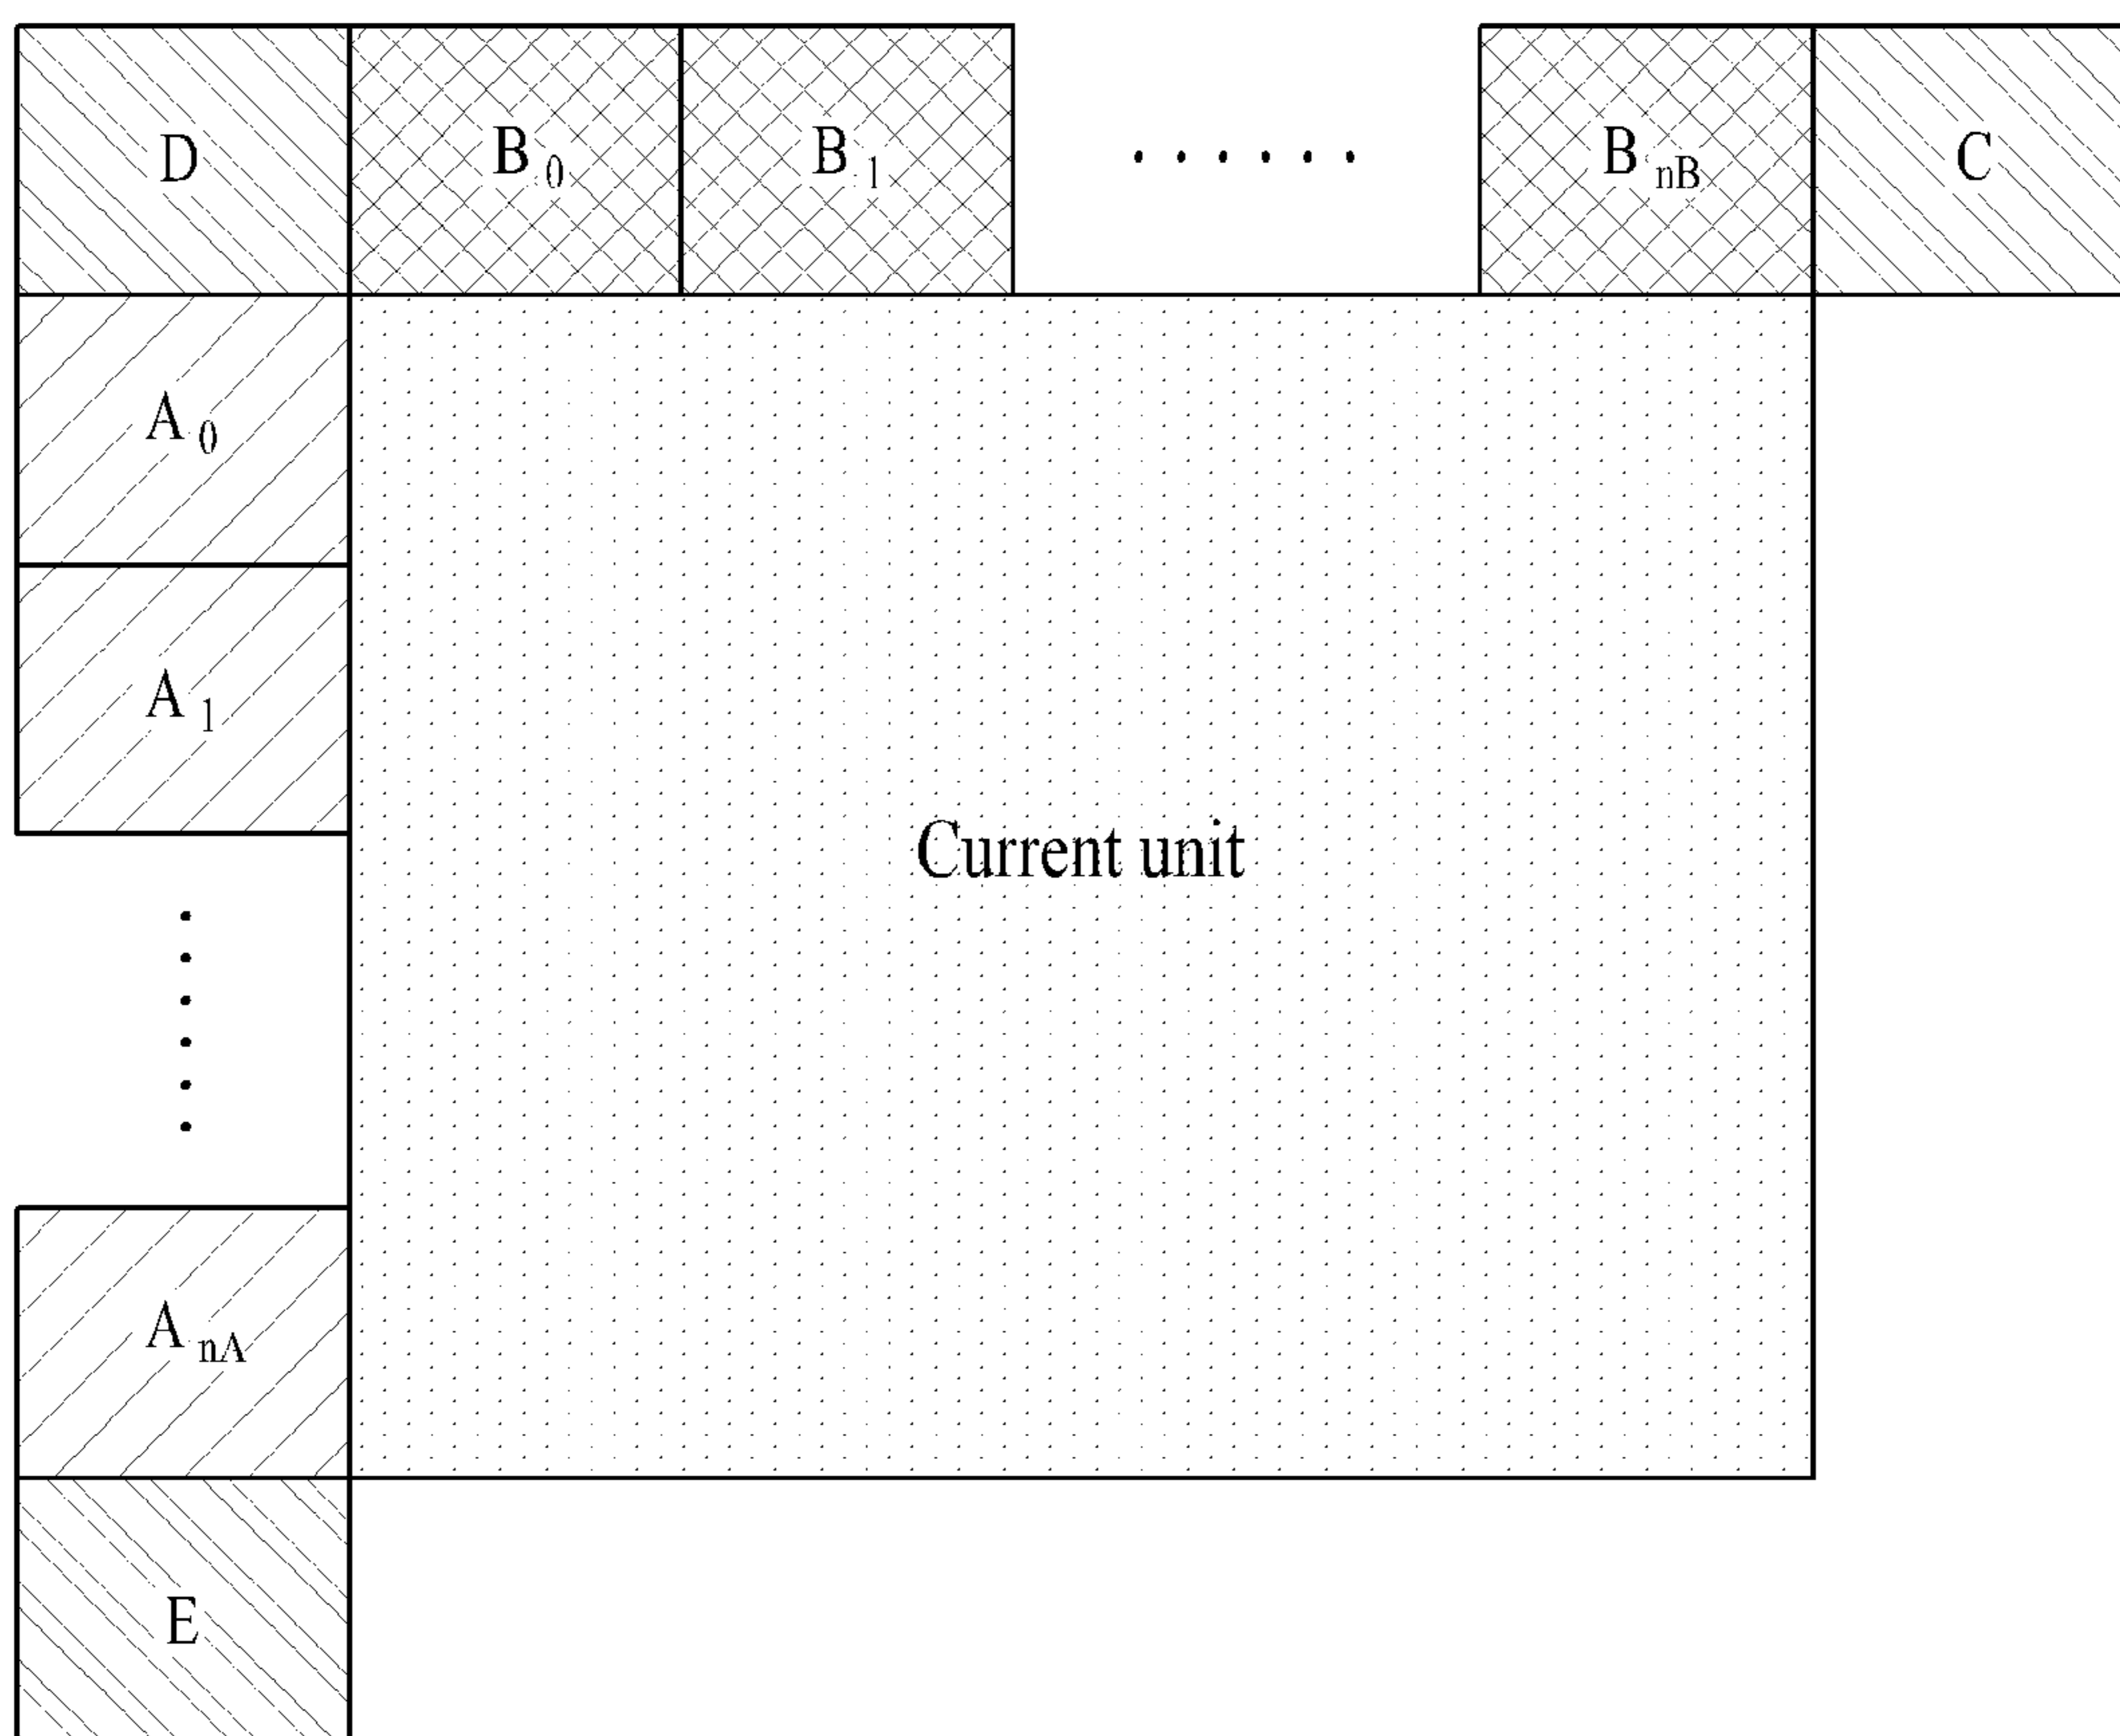 D B0 B1 ...... BnB C
A0
A1
Current unit
AnA
E